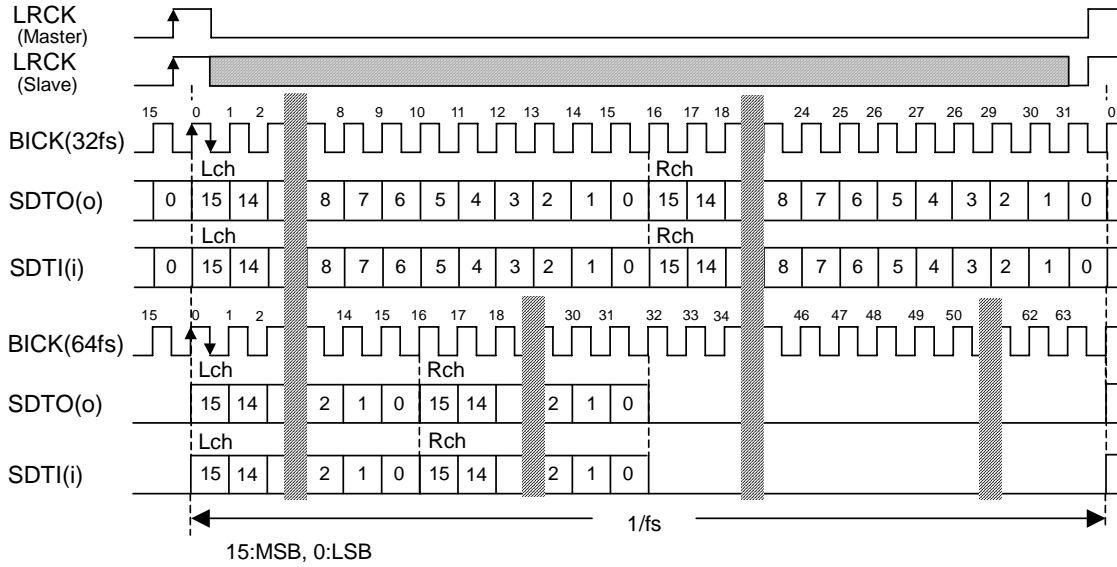 LRCK
(Master)
LRCK
(Slave)
15 0 1 2 8 9 10 11 12 13 14 15 16 17 18 24 25 26 27 26 29 30 31 0
BICK(32fs)
Lch Rch
SDTO(o) 0 15 14 8 7 6 5 4 3 2 1 0 15 14 8 7 6 5 4 3 2 1 0
Lch Rch
SDTI(i) 0 15 14 8 7 6 5 4 3 2 1 0 15 14 8 7 6 5 4 3 2 1 0
15 0 1 2 14 15 16 17 18 30 31 32 33 34 46 47 48 49 50 62 63
BICK(64fs)
Lch Rch
SDTO(o) 15 14 2 1 0 15 14 2 1 0
Lch Rch
SDTI(i) 15 14 2 1 0 15 14 2 1 0
1/fs
15:MSB, 0:LSB